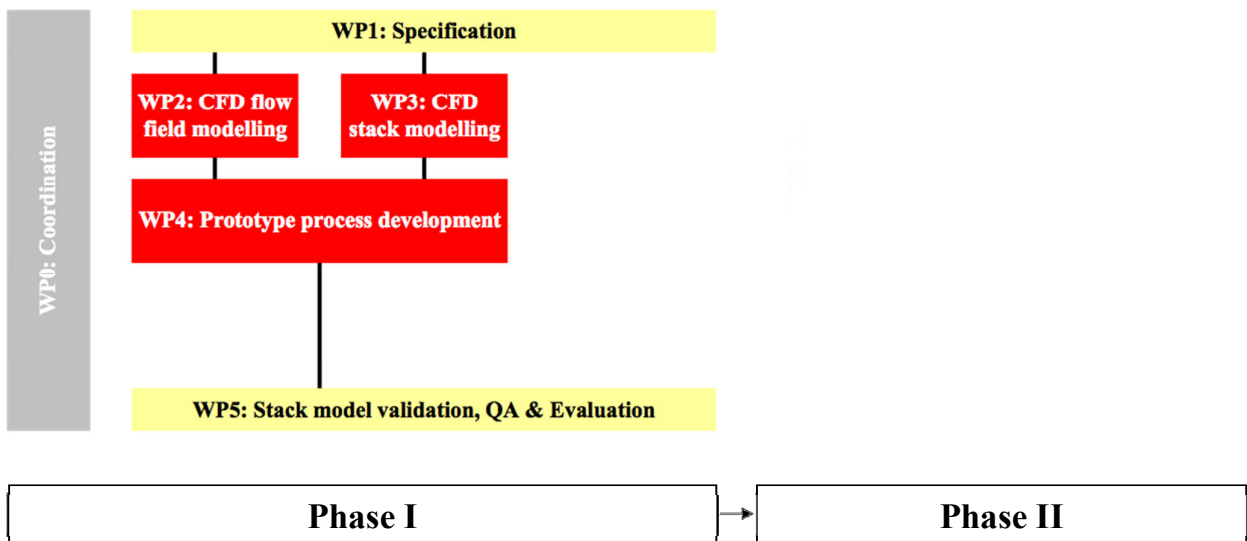 WP0: Coordination
WP1: Specification
WP2: CFD flow
field modelling
WP3: CFD
stack modelling
WP4: Prototype process development
WP5: Stack model validation, QA & Evaluation
Phase I
Phase II